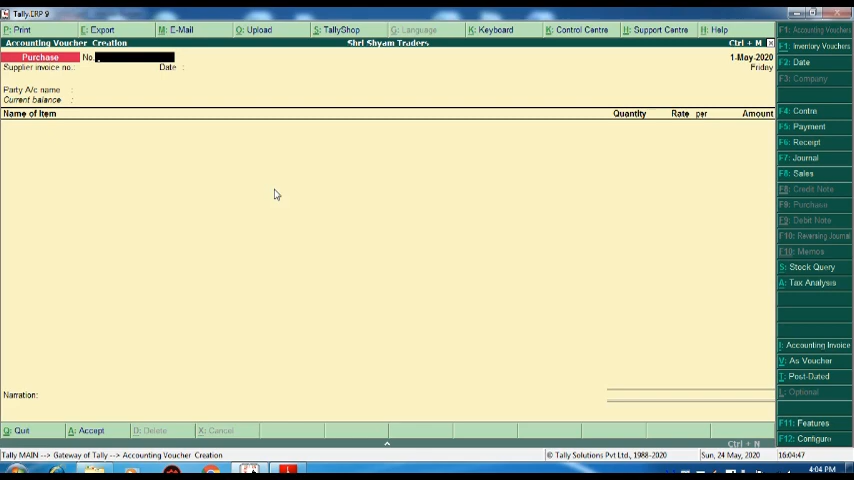 Tally.ERP 9
P: Print
E: Export
M: E-Mail
O: Upload
S: TallyShop
G: Language
K: Keyboard
K: Control Centre
H: Support Centre
H: Help
Accounting Voucher Creation
Shri Shyam Traders
Ctrl + M
Purchase
No.
1-May-2020
Supplier invoice no.:
Date :
Friday
Party A/c name :
Current balance :
Name of Item
Quantity
Rate
per
Amount
Narration:
Q: Quit
A: Accept
D: Delete
X: Cancel
Ctrl + N
Tally MAIN --> Gateway of Tally --> Accounting Voucher Creation
© Tally Solutions Pvt Ltd., 1988-2020
Sun, 24 May, 2020
16:04:47
4:04 PM
F1: Accounting Vouchers
F1: Inventory Vouchers
F2: Date
F3: Company
F4: Contra
F5: Payment
F6: Receipt
F7: Journal
F8: Sales
F8: Credit Note
F9: Purchase
F9: Debit Note
F10: Reversing Journal
F10: Memos
S: Stock Query
A: Tax Analysis
I: Accounting Invoice
V: As Voucher
T: Post-Dated
L: Optional
F11: Features
F12: Configure